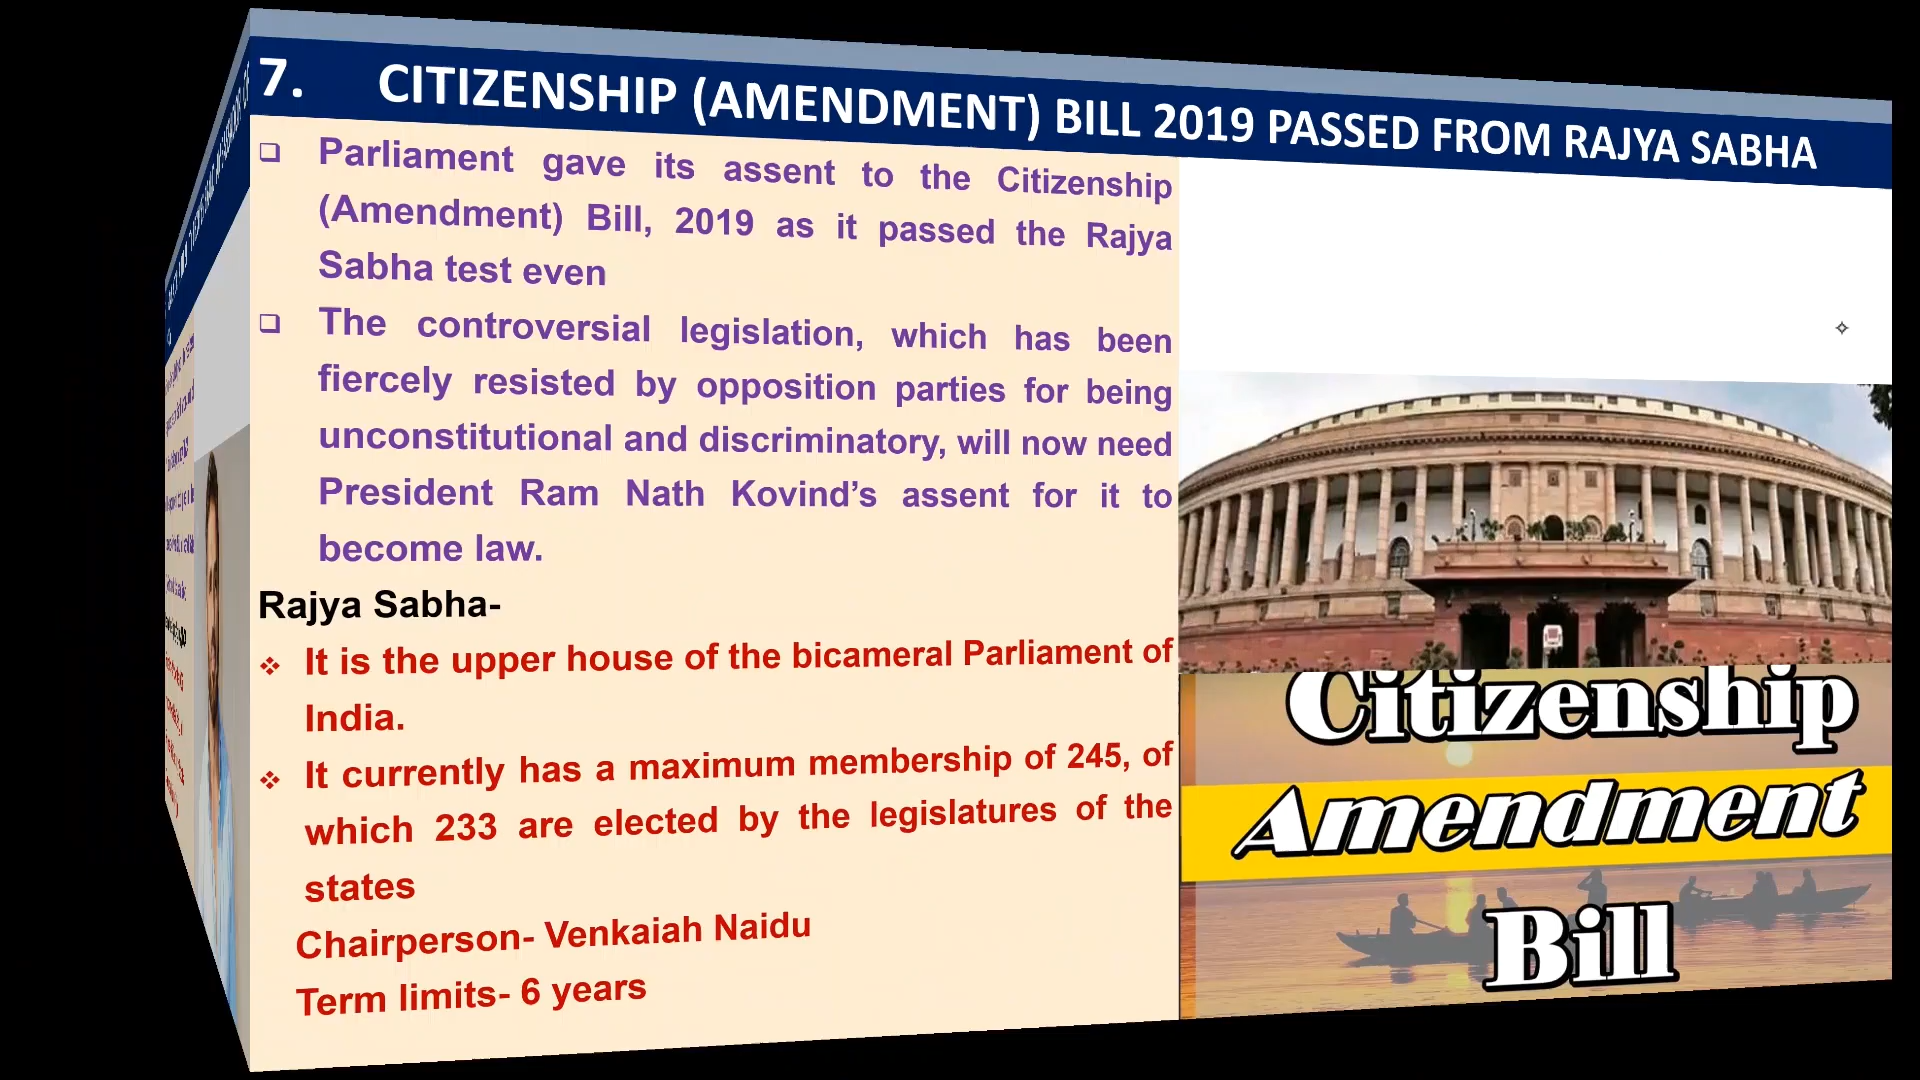 7. CITIZENSHIP (AMENDMENT) BILL 2019 PASSED FROM RAJYA SABHA
Parliament gave its assent to the Citizenship
(Amendment) Bill, 2019 as it passed the Rajya
Sabha test even
The controversial legislation, which has been
fiercely resisted by opposition parties for being
unconstitutional and discriminatory, will now need
President Ram Nath Kovind’s assent for it to
become law.
Rajya Sabha-
It is the upper house of the bicameral Parliament of
India.
It currently has a maximum membership of 245, of
which 233 are elected by the legislatures of the
states
Chairperson- Venkaiah Naidu
Term limits- 6 years
Citizenship
Amendment
Bill